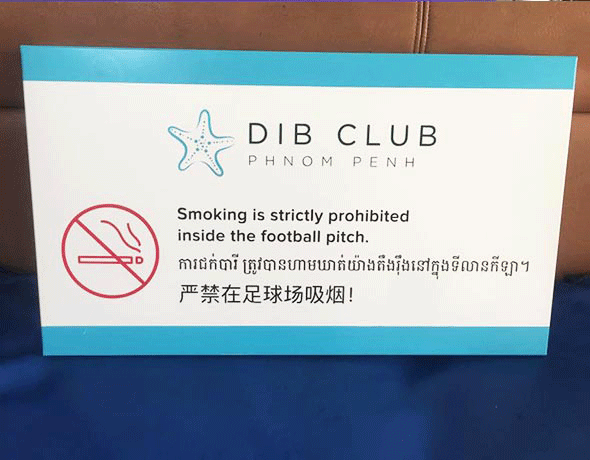 DIB CLUB
PHNOM PENH
Smoking is strictly prohibited
inside the football pitch.
ការជក់បារី ត្រូវបានហាមឃាត់យ៉ាងតឹងរ៉ឹងនៅក្នុងទីលានកីឡា។
严禁在足球场吸烟!